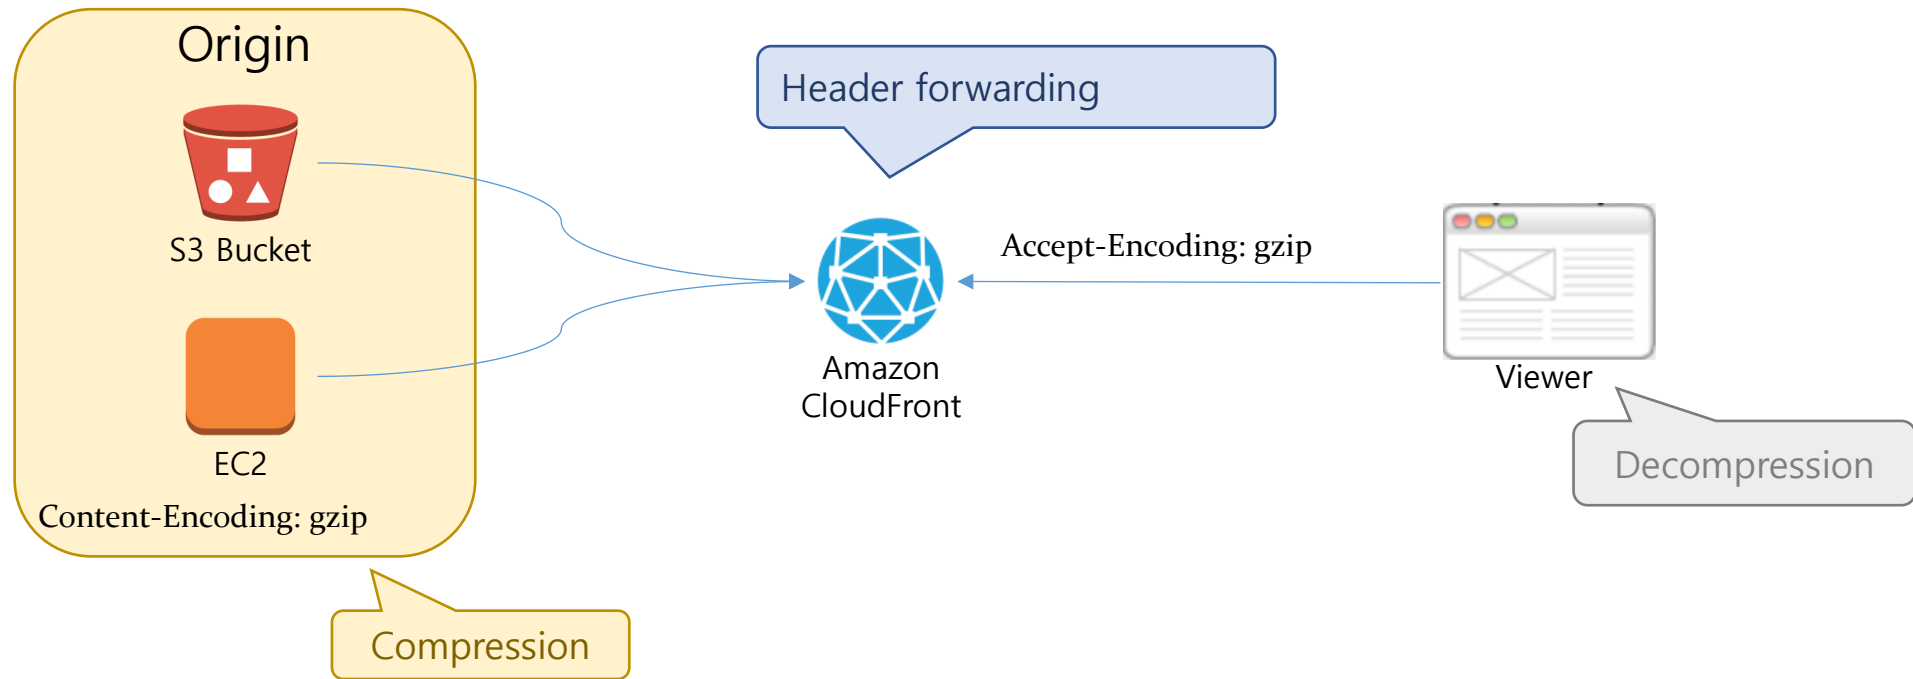 Origin
S3 Bucket
EC2
Content-Encoding: gzip
Compression
Header forwarding
Amazon
CloudFront
Accept-Encoding: gzip
Viewer
Decompression